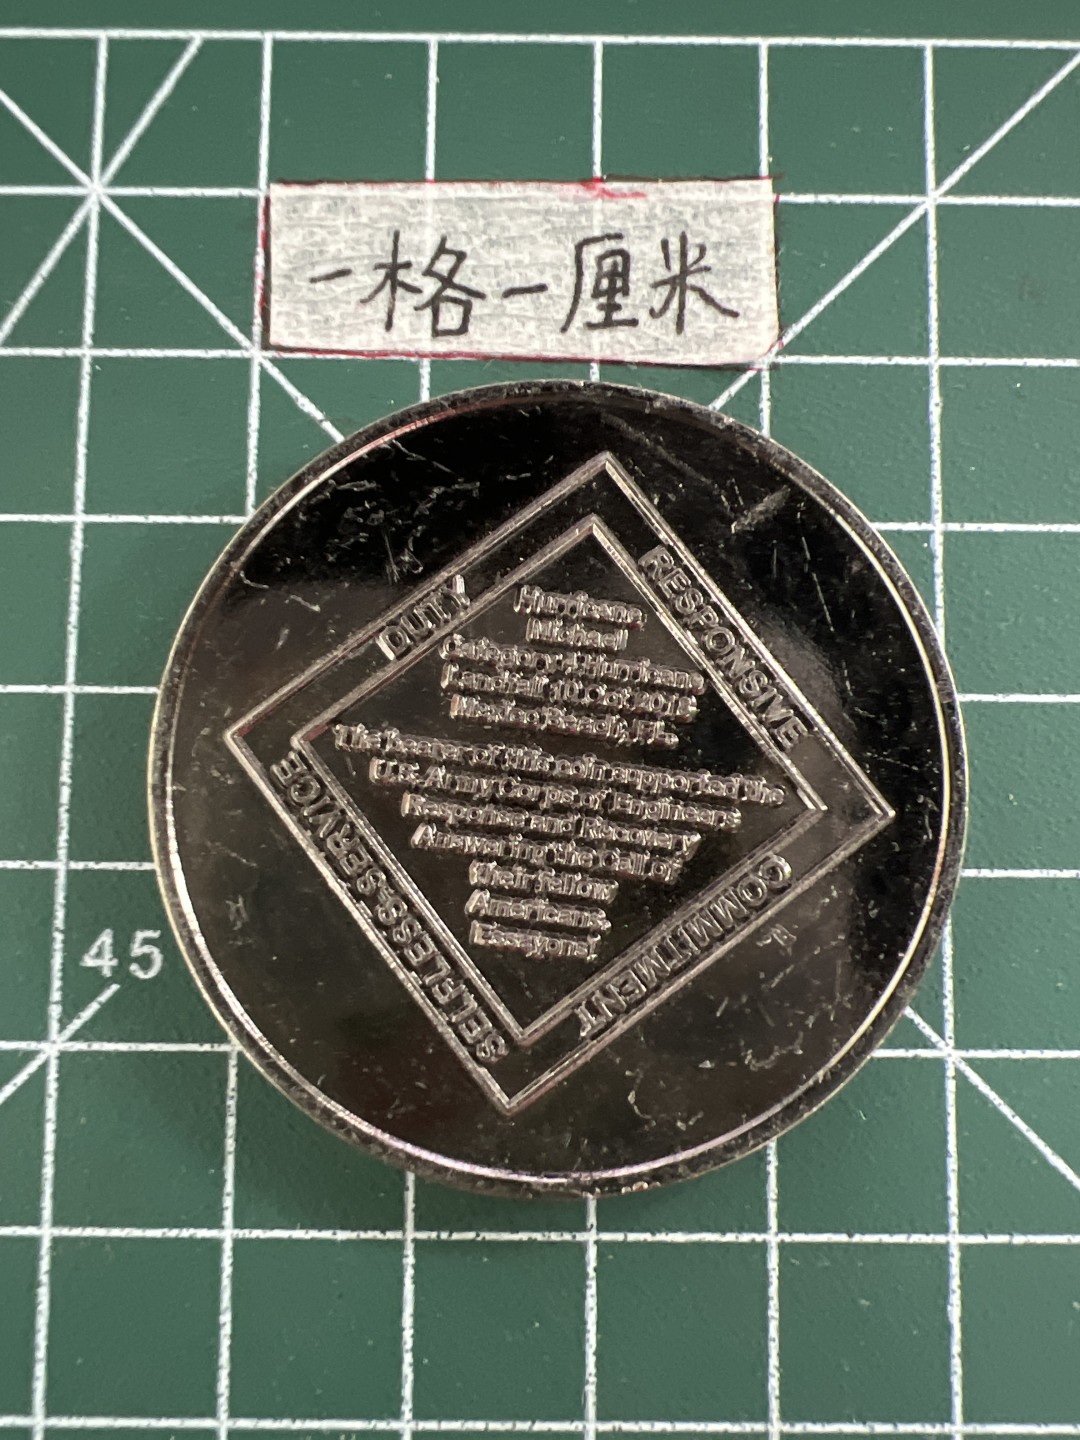 一格一厘米
DUTY
RESPONSIVE
Hurricane
Michael
Category 4 Hurricane
Landfall 10 Oct 2018
Mexico Beach, FL.
The bearer of this coin supported the
U.S. Army Corps of Engineers
Response and Recovery
Answering the Call of
their fellow
Americans.
Essayons!
SELFLESS-SERVICE
COMMITMENT
45